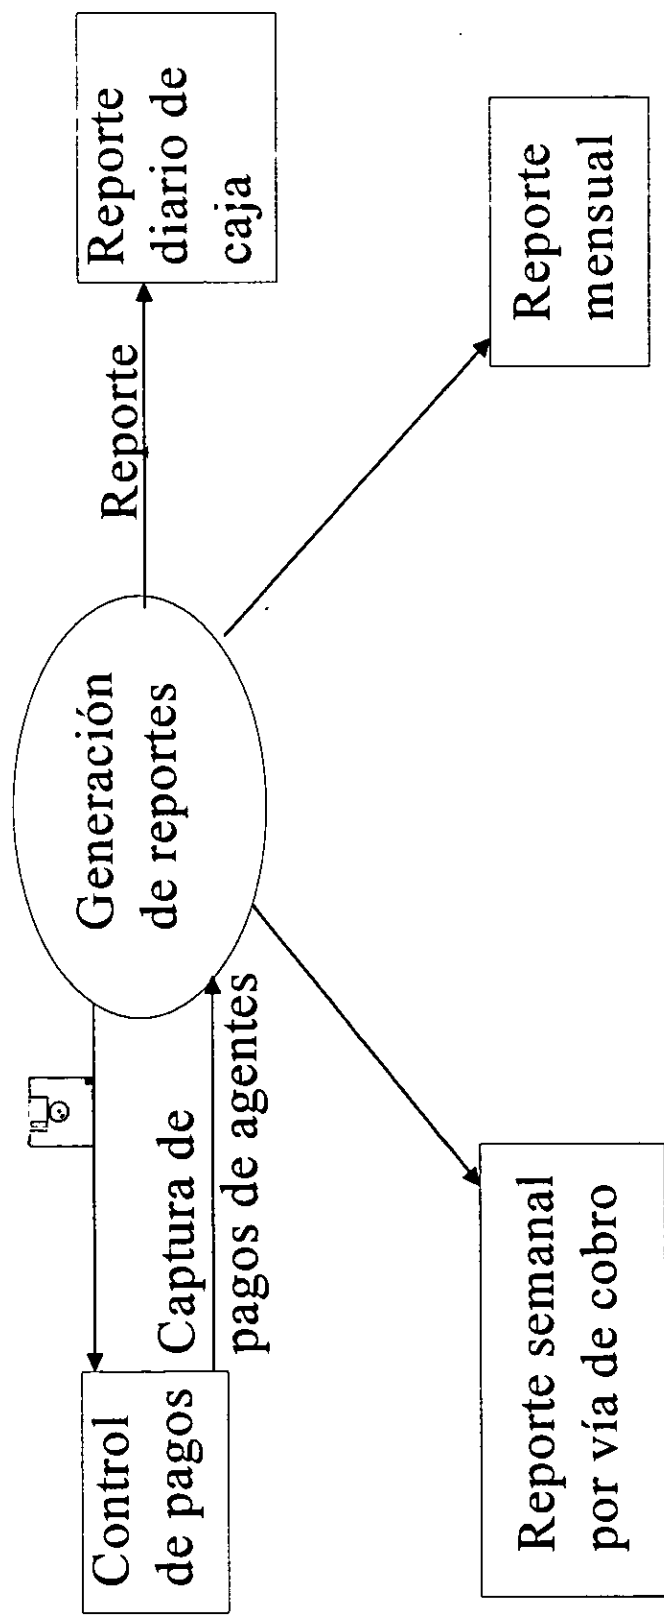 Control
de pagos
Captura de
pagos de agentes
Generación
de reportes
Reporte
Reporte
diario de
caja
Reporte semanal
por vía de cobro
Reporte
mensual